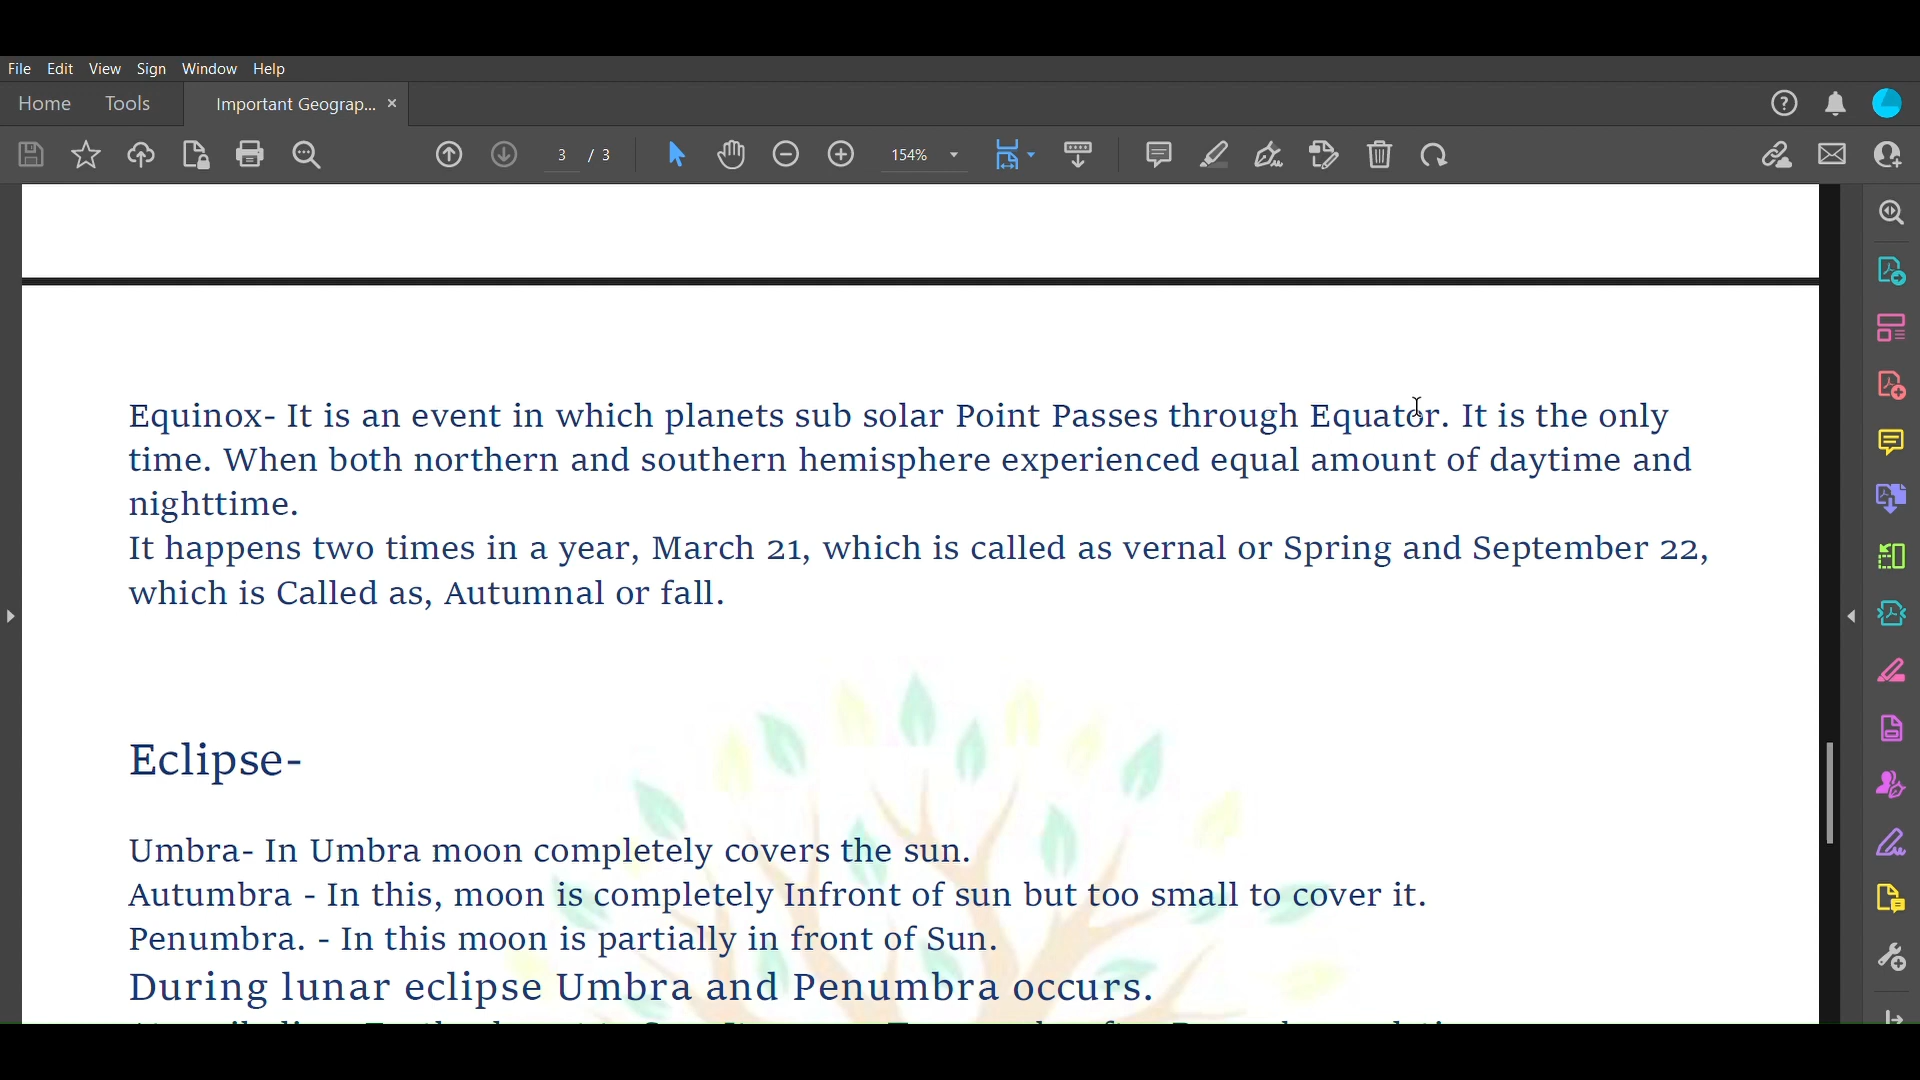 File Edit View Sign Window Help
Home Tools Important Geograp... ×
3 / 3 154%
Equinox- It is an event in which planets sub solar Point Passes through Equator. It is the only
time. When both northern and southern hemisphere experienced equal amount of daytime and
nighttime.
It happens two times in a year, March 21, which is called as vernal or Spring and September 22,
which is Called as, Autumnal or fall.
Eclipse-
Umbra- In Umbra moon completely covers the sun.
Autumbra - In this, moon is completely Infront of sun but too small to cover it.
Penumbra. - In this moon is partially in front of Sun.
During lunar eclipse Umbra and Penumbra occurs.